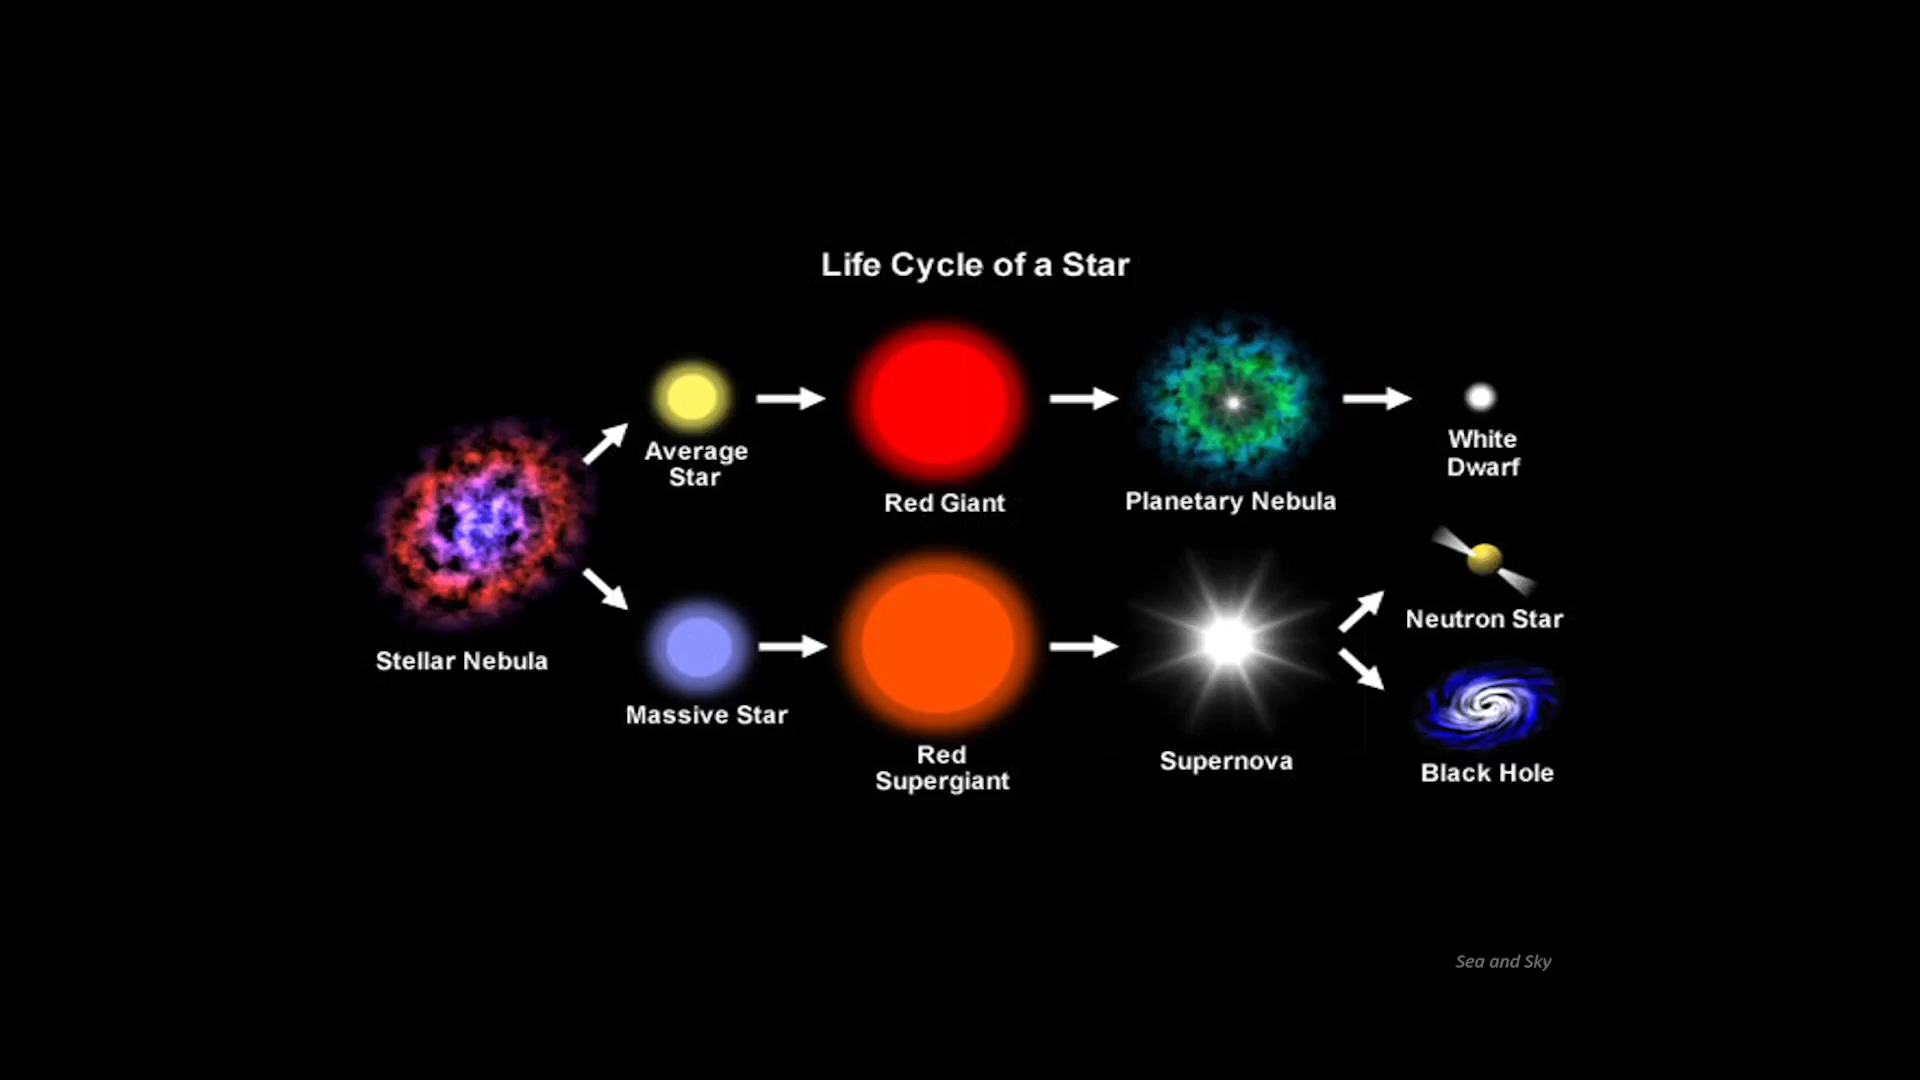 Life Cycle of a Star
Average
Star
Red Giant
Planetary Nebula
White
Dwarf
Stellar Nebula
Massive Star
Red
Supergiant
Supernova
Neutron Star
Black Hole
Sea and Sky